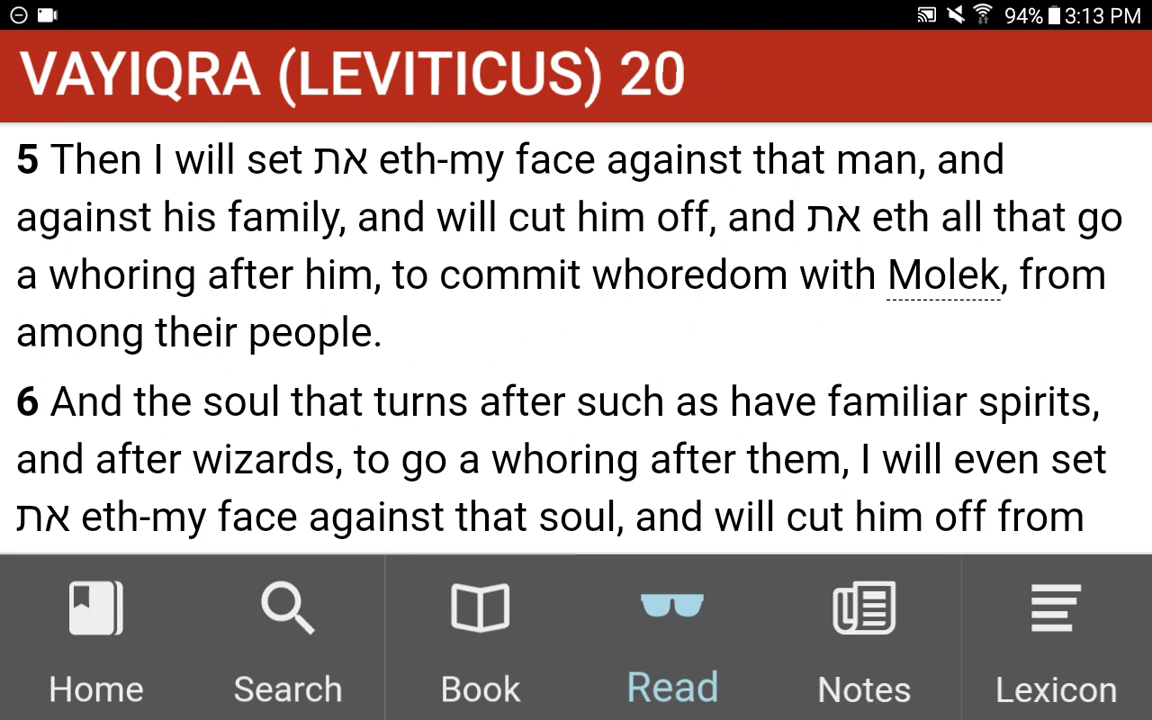 94% 3:13 PM
VAYIQRA (LEVITICUS) 20
5 Then I will set את eth-my face against that man, and
against his family, and will cut him off, and את eth all that go
a whoring after him, to commit whoredom with Molek, from
among their people.
6 And the soul that turns after such as have familiar spirits,
and after wizards, to go a whoring after them, I will even set
את eth-my face against that soul, and will cut him off from
Home Search Book Read Notes Lexicon